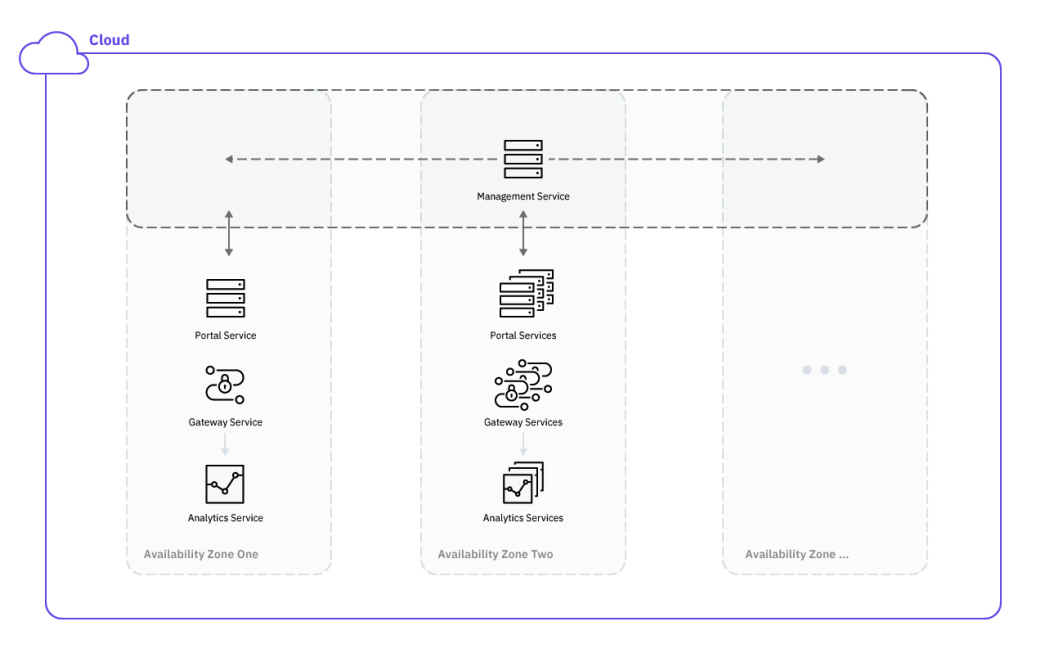 Cloud
Management Service
Portal Service
Portal Services
Gateway Service
Gateway Services
Analytics Service
Analytics Services
Availability Zone One
Availability Zone Two
Availability Zone ...